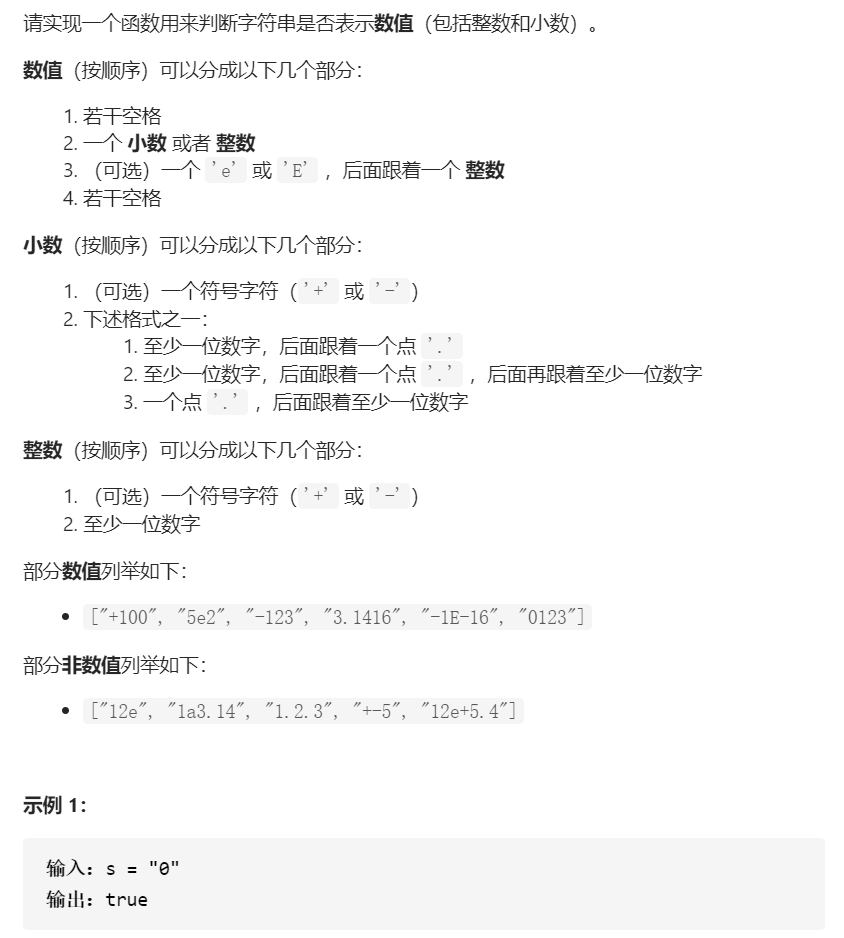 请实现一个函数用来判断字符串是否表示数值（包括整数和小数）。
数值（按顺序）可以分成以下几个部分：
1. 若干空格
2. 一个 小数 或者 整数
3. （可选）一个 'e' 或 'E' ，后面跟着一个 整数
4. 若干空格
小数（按顺序）可以分成以下几个部分：
1. （可选）一个符号字符（'+' 或 '-'）
2. 下述格式之一：
1. 至少一位数字，后面跟着一个点 '.'
2. 至少一位数字，后面跟着一个点 '.' ，后面再跟着至少一位数字
3. 一个点 '.' ，后面跟着至少一位数字
整数（按顺序）可以分成以下几个部分：
1. （可选）一个符号字符（'+' 或 '-'）
2. 至少一位数字
部分数值列举如下：
• ["+100", "5e2", "-123", "3.1416", "-1E-16", "0123"]
部分非数值列举如下：
• ["12e", "1a3.14", "1.2.3", "+-5", "12e+5.4"]
示例 1：
输入：s = "0"
输出：true